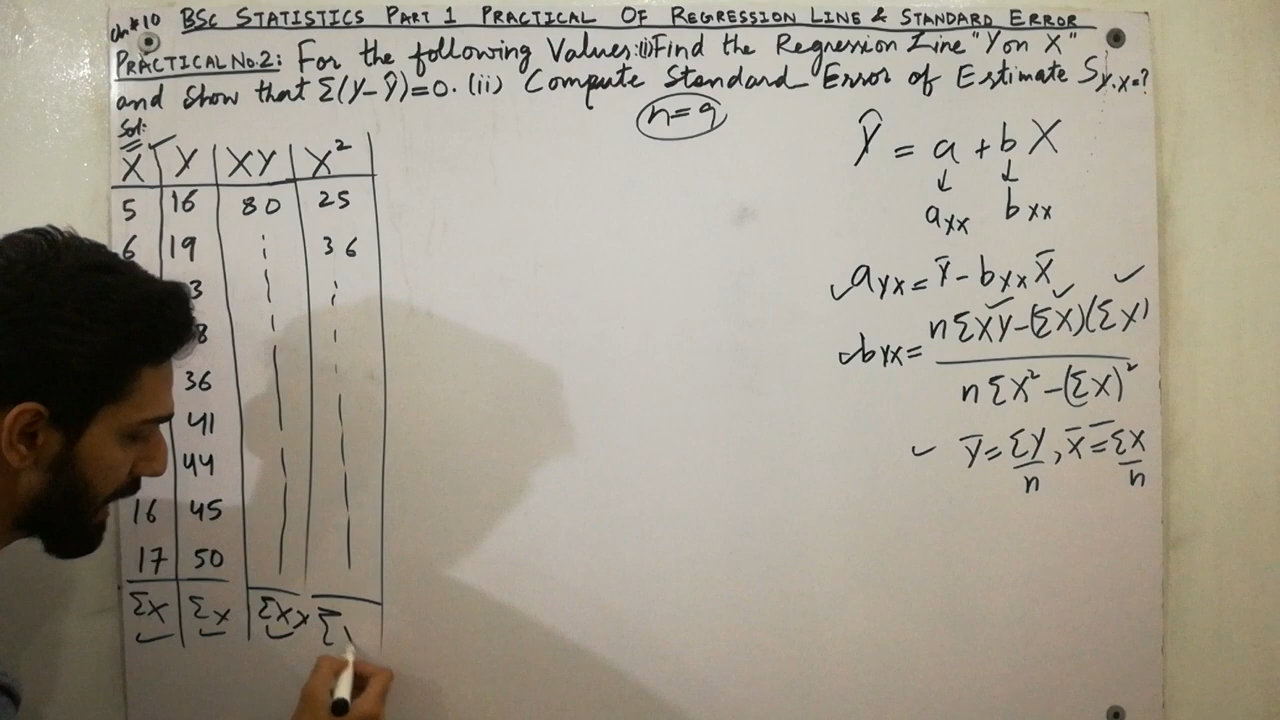 Ch#10
BSC STATISTICS PART 1 PRACTICAL OF REGRESSION LINE & STANDARD ERROR
PRACTICAL No.2: For the following Values:(i)Find the Regression Line "Y on X"
and show that Σ(Y-Ŷ)=0. (ii) Compute Standard Error of Estimate Sy.x=?
n=9
Sol:
X Y XY X²
5 16 80 25
6 19 36
3
8
36
41
44
16 45
17 50
Σx Σx Σxx Σ
Ŷ = a + bX
ayx byx
ayx = Ȳ - byx X̄
byx = nΣXY-(ΣX)(ΣY)
nΣX²-(ΣX)²
Ȳ=ΣY/n, X̄=ΣX/n